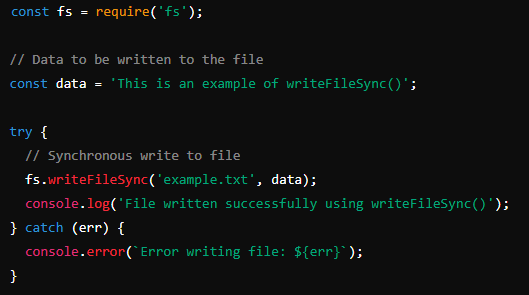 const fs = require('fs');

// Data to be written to the file
const data = 'This is an example of writeFileSync()';

try {
  // Synchronous write to file
  fs.writeFileSync('example.txt', data);
  console.log('File written successfully using writeFileSync()');
} catch (err) {
  console.error(`Error writing file: ${err}`);
}